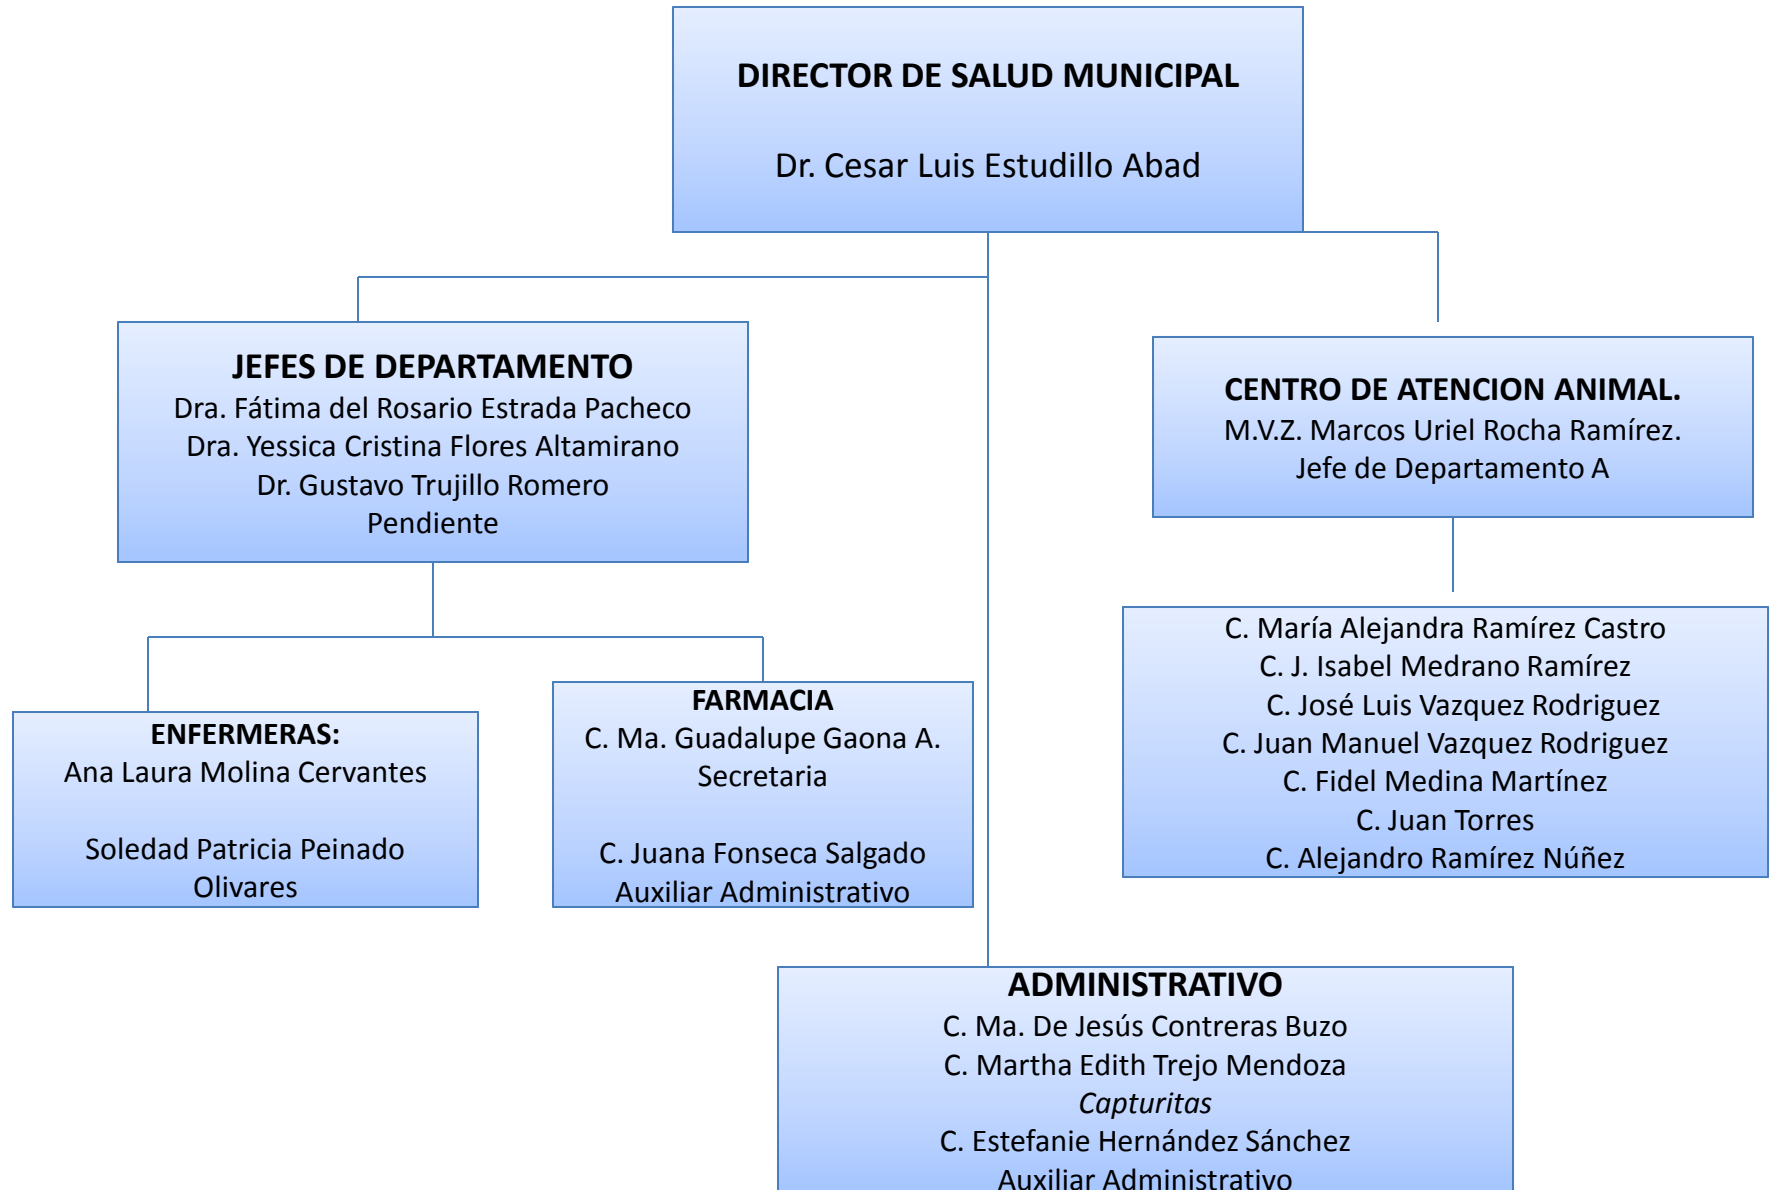 DIRECTOR DE SALUD MUNICIPAL
Dr. Cesar Luis Estudillo Abad
JEFES DE DEPARTAMENTO
Dra. Fátima del Rosario Estrada Pacheco
Dra. Yessica Cristina Flores Altamirano
Dr. Gustavo Trujillo Romero
Pendiente
CENTRO DE ATENCION ANIMAL.
M.V.Z. Marcos Uriel Rocha Ramírez.
Jefe de Departamento A
ENFERMERAS:
Ana Laura Molina Cervantes
Soledad Patricia Peinado
Olivares
FARMACIA
C. Ma. Guadalupe Gaona A.
Secretaria
C. Juana Fonseca Salgado
Auxiliar Administrativo
C. María Alejandra Ramírez Castro
C. J. Isabel Medrano Ramírez
C. José Luis Vazquez Rodriguez
C. Juan Manuel Vazquez Rodriguez
C. Fidel Medina Martínez
C. Juan Torres
C. Alejandro Ramírez Núñez
ADMINISTRATIVO
C. Ma. De Jesús Contreras Buzo
C. Martha Edith Trejo Mendoza
Capturitas
C. Estefanie Hernández Sánchez
Auxiliar Administrativo